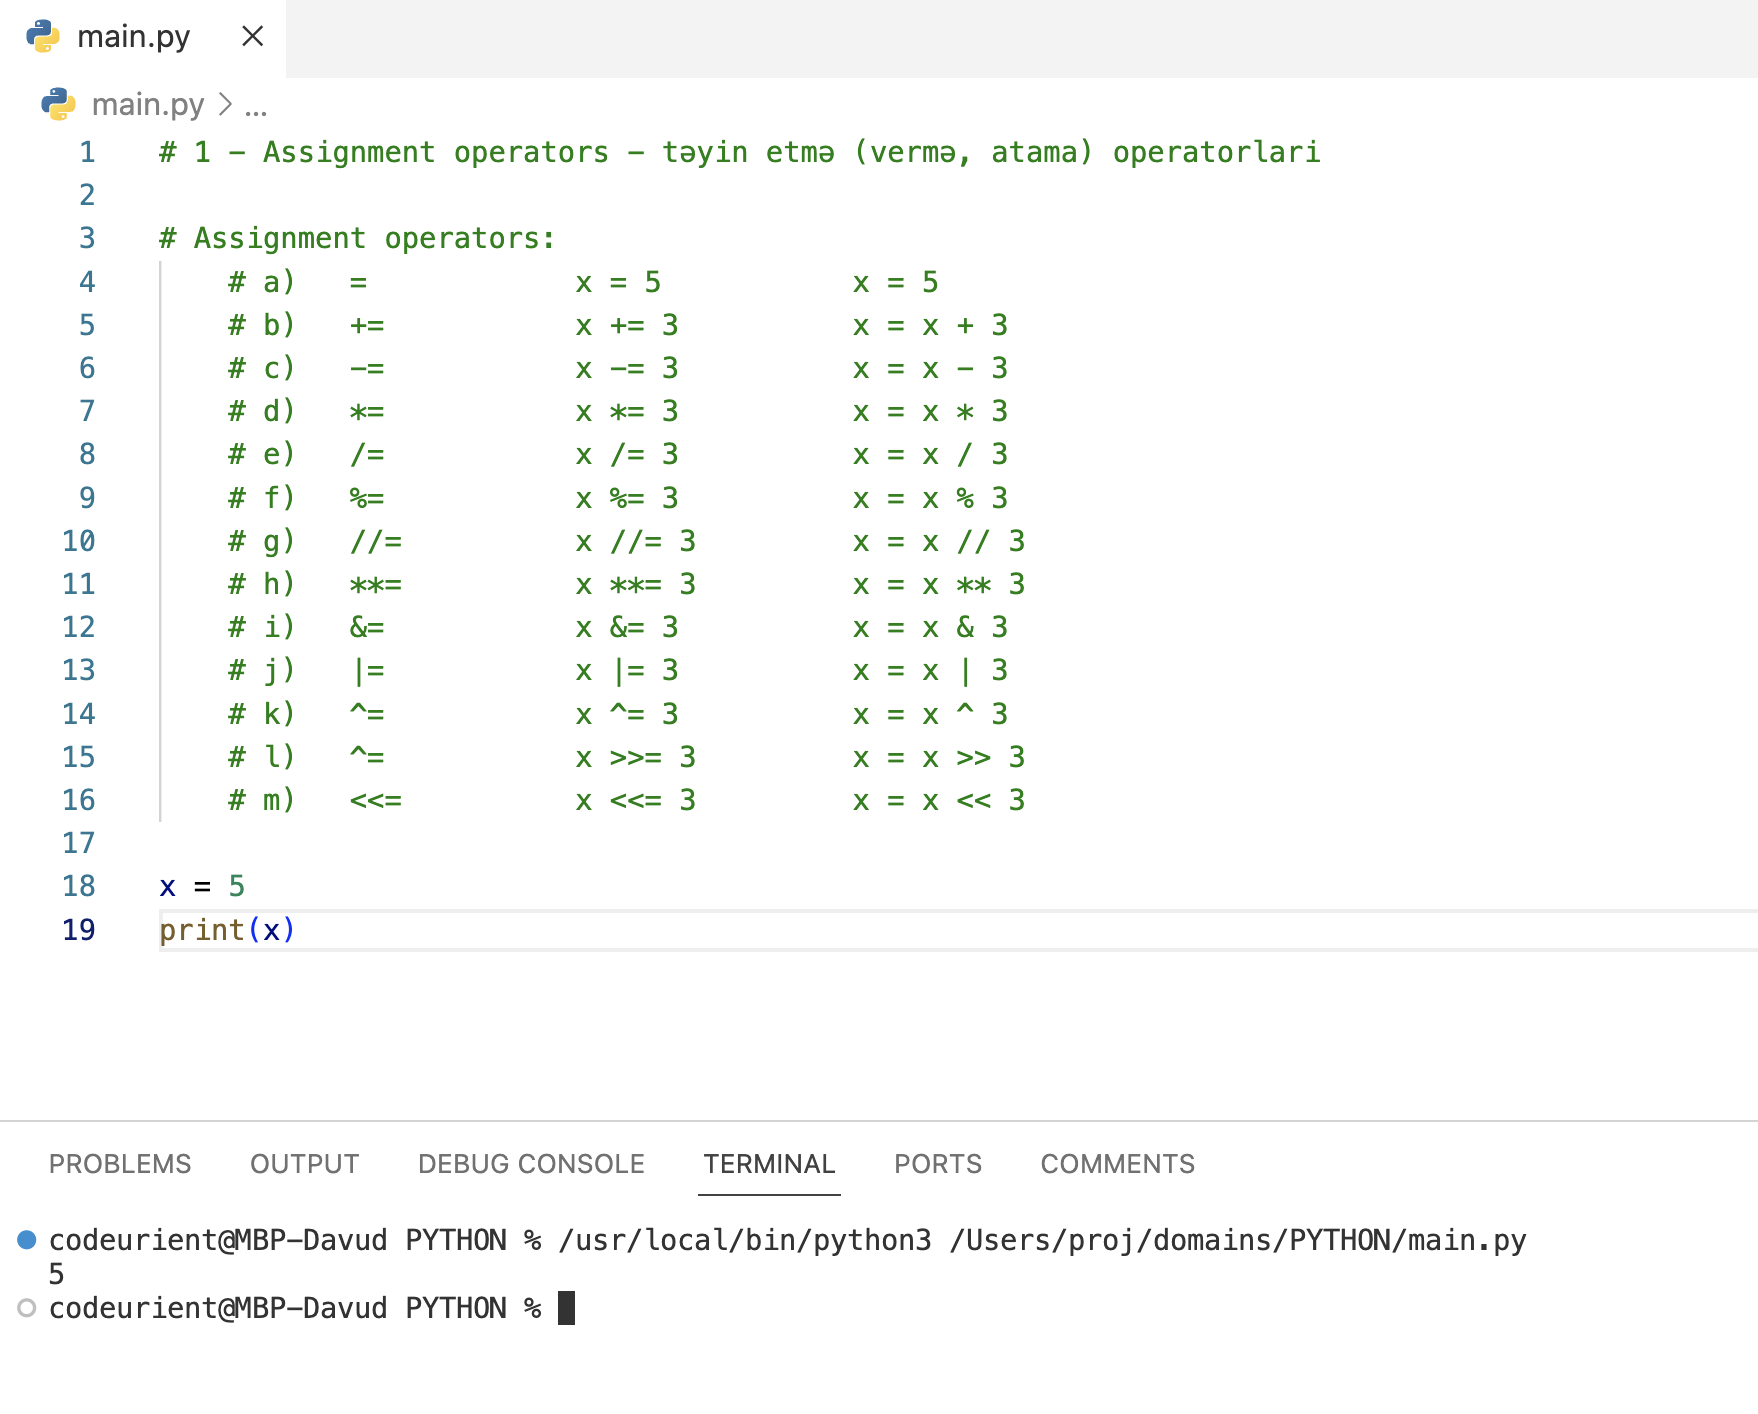 main.py
main.py > ...
1 # 1 - Assignment operators - təyin etmə (vermə, atama) operatorlari
2
3 # Assignment operators:
4 # a) = x = 5 x = 5
5 # b) += x += 3 x = x + 3
6 # c) -= x -= 3 x = x - 3
7 # d) *= x *= 3 x = x * 3
8 # e) /= x /= 3 x = x / 3
9 # f) %= x %= 3 x = x % 3
10 # g) //= x //= 3 x = x // 3
11 # h) **= x **= 3 x = x ** 3
12 # i) &= x &= 3 x = x & 3
13 # j) |= x |= 3 x = x | 3
14 # k) ^= x ^= 3 x = x ^ 3
15 # l) ^= x >>= 3 x = x >> 3
16 # m) <<= x <<= 3 x = x << 3
17
18 x = 5
19 print(x)
PROBLEMS OUTPUT DEBUG CONSOLE TERMINAL PORTS COMMENTS
codeurient@MBP-Davud PYTHON % /usr/local/bin/python3 /Users/proj/domains/PYTHON/main.py
5
codeurient@MBP-Davud PYTHON %